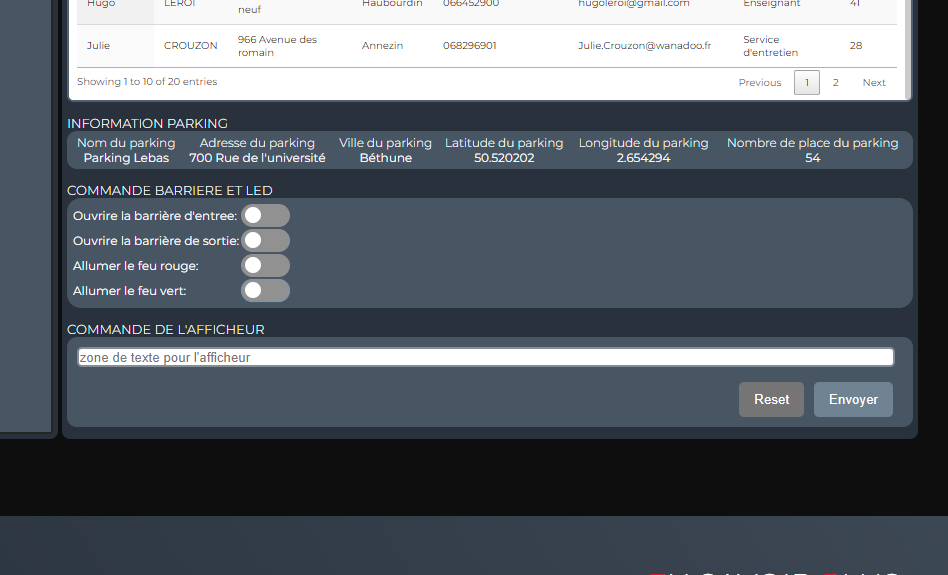 Hugo LEROI neuf Haubourdin 066452900 hugoleroi@gmail.com Enseignant 41
Julie CROUZON 966 Avenue des romain Annezin 068296901 Julie.Crouzon@wanadoo.fr Service d'entretien 28
Showing 1 to 10 of 20 entries Previous 1 2 Next
INFORMATION PARKING
Nom du parking Adresse du parking Ville du parking Latitude du parking Longitude du parking Nombre de place du parking
Parking Lebas 700 Rue de l'université Béthune 50.520202 2.654294 54
COMMANDE BARRIERE ET LED
Ouvrire la barrière d'entree:
Ouvrire la barrière de sortie:
Allumer le feu rouge:
Allumer le feu vert:
COMMANDE DE L'AFFICHEUR
zone de texte pour l'afficheur
Reset Envoyer